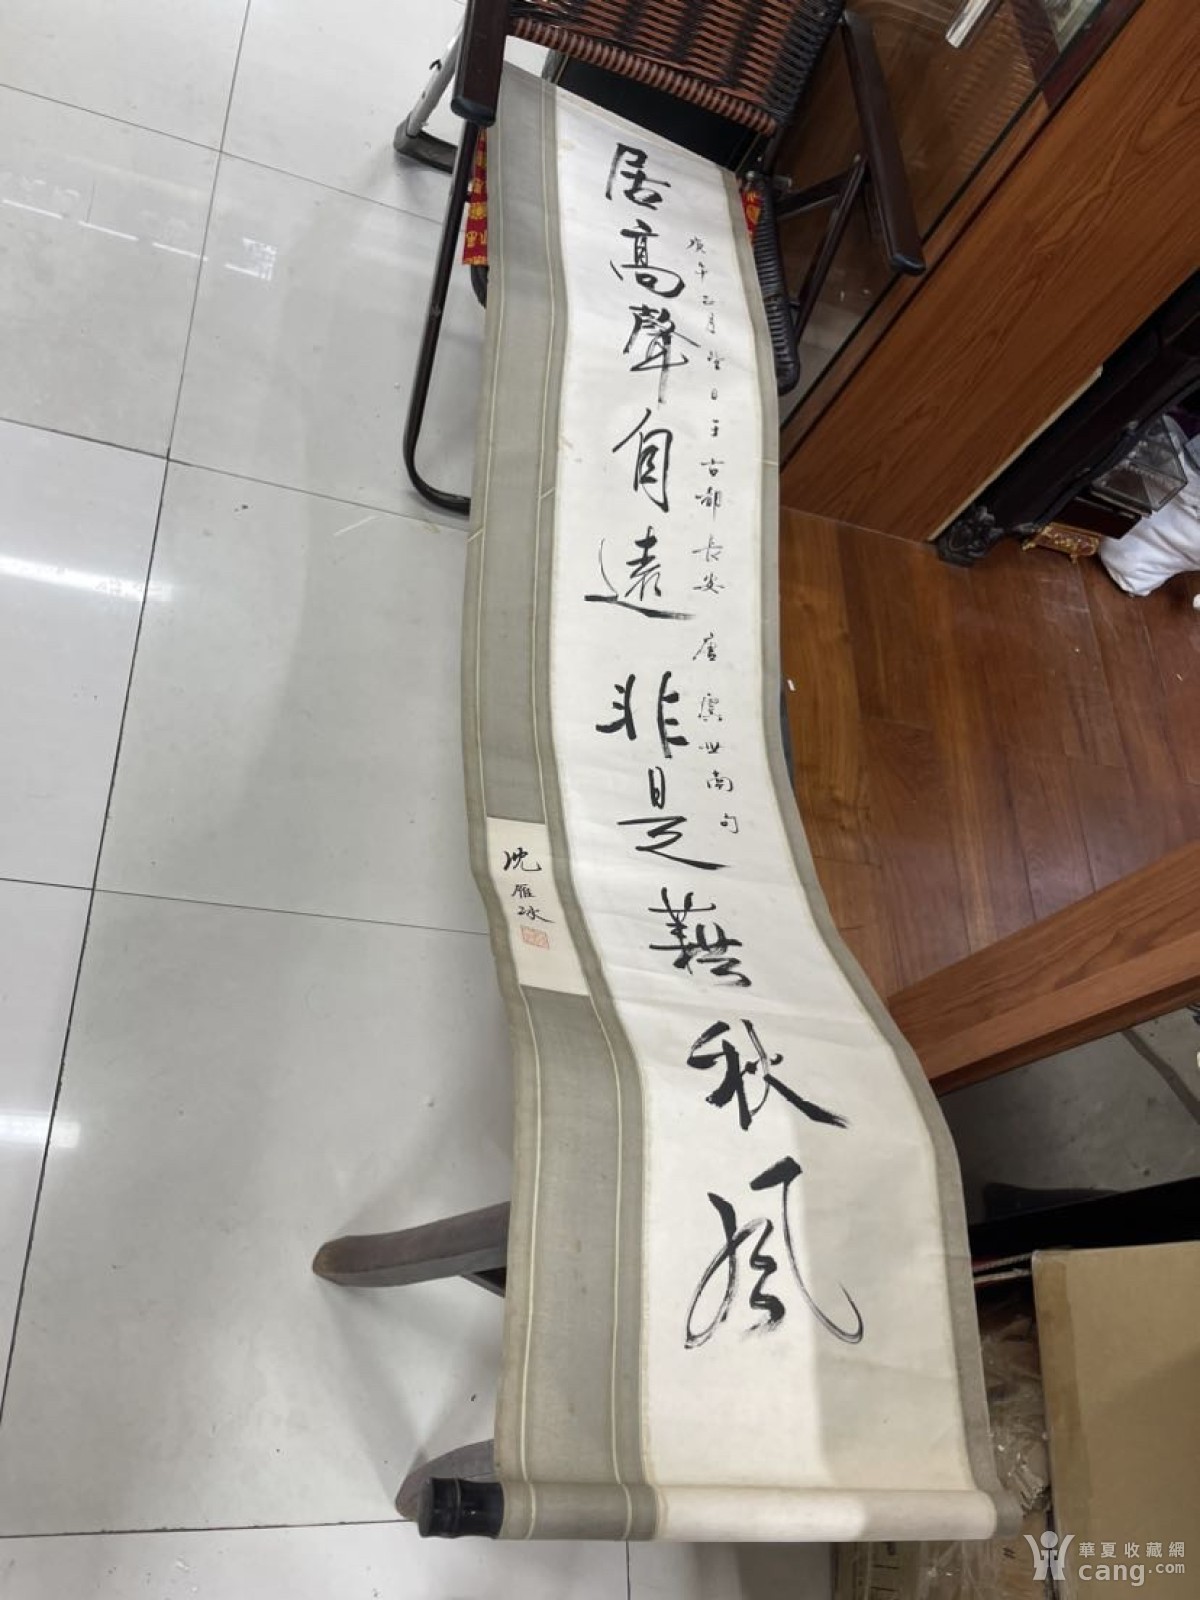 居高聲自遠非是藉秋風
庚午正月望日于古都長安 唐虞世南句
沈雁冰
華夏收藏網
cang.com